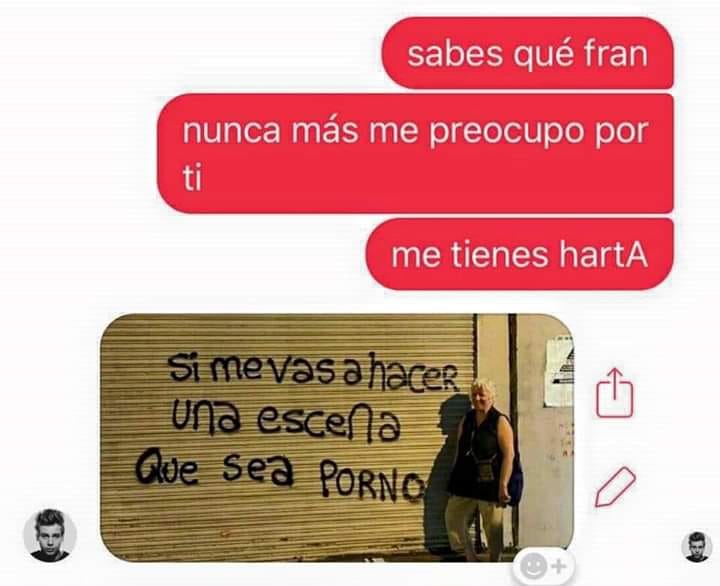 sabes qué fran
nunca más me preocupo por
ti
me tienes hartA
Si me vas a haceR
una escena
Que sea PORNO